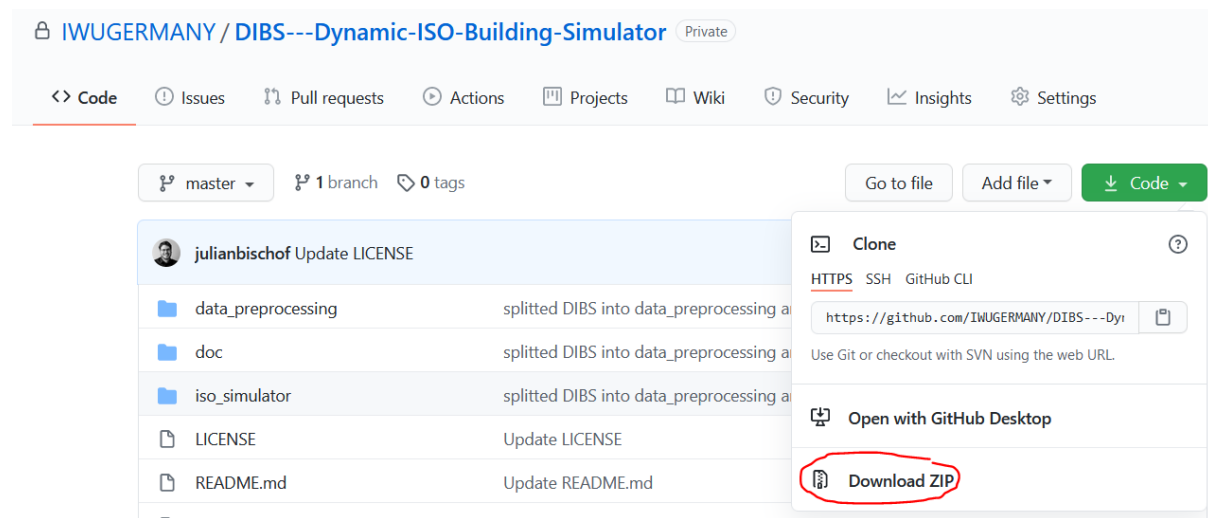 IWUGERMANY / DIBS---Dynamic-ISO-Building-Simulator Private
Code Issues Pull requests Actions Projects Wiki Security Insights Settings
master 1 branch 0 tags Go to file Add file Code
julianbischof Update LICENSE
data_preprocessing splitted DIBS into data_preprocessing a
doc splitted DIBS into data_preprocessing a
iso_simulator splitted DIBS into data_preprocessing a
LICENSE Update LICENSE
README.md Update README.md
Clone
HTTPS SSH GitHub CLI
https://github.com/IWUGERMANY/DIBS---Dy
Use Git or checkout with SVN using the web URL.
Open with GitHub Desktop
Download ZIP